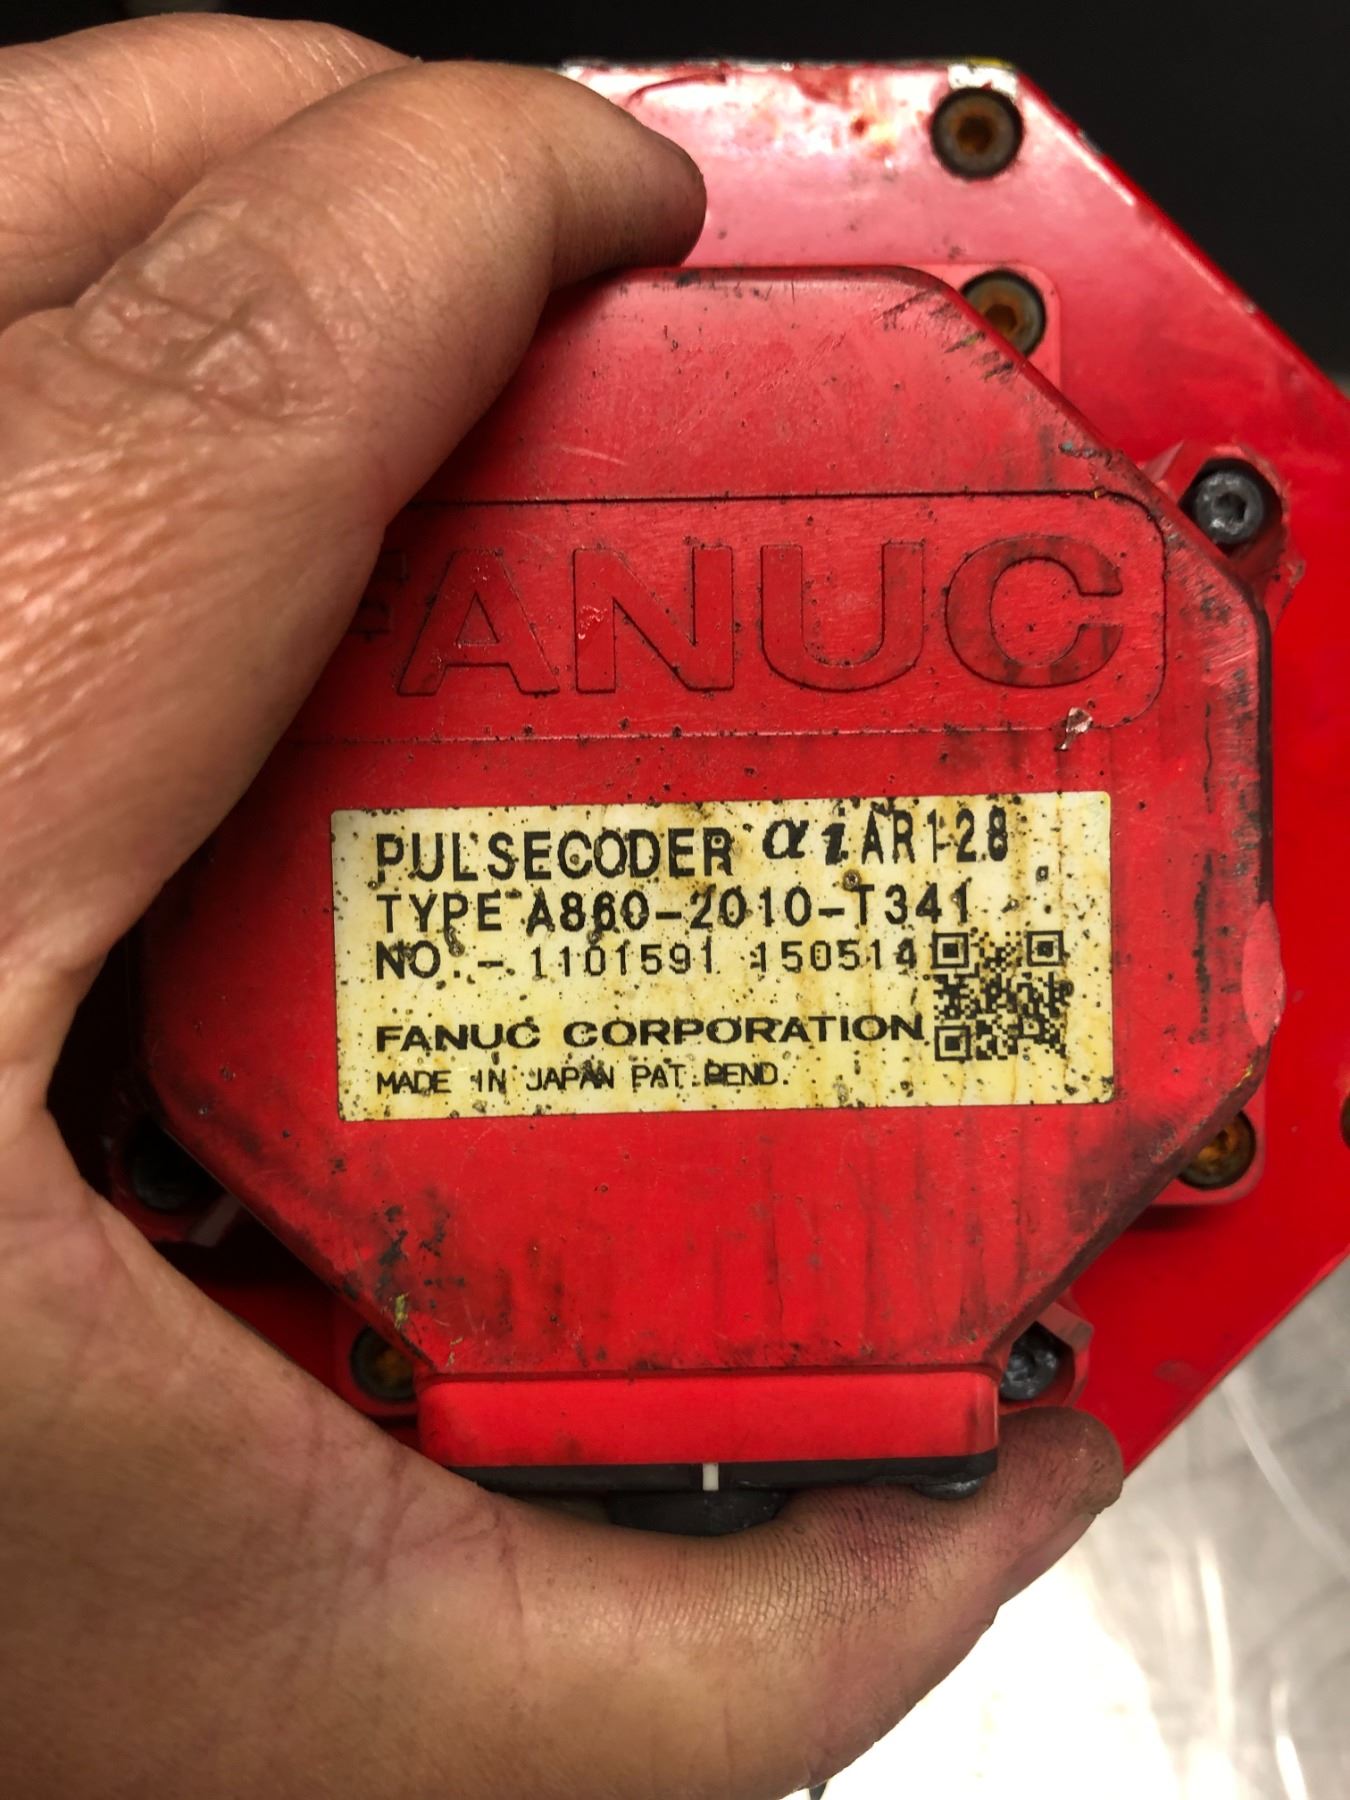 FANUC
PULSECODER αiAR128
TYPE A860-2010-T341
NO. - 1101591 150514
FANUC CORPORATION
MADE IN JAPAN PAT.PEND.